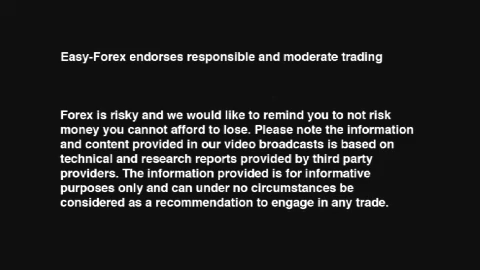 Easy-Forex endorses responsible and moderate trading
Forex is risky and we would like to remind you to not risk
money you cannot afford to lose. Please note the information
and content provided in our video broadcasts is based on
technical and research reports provided by third party
providers. The information provided is for informative
purposes only and can under no circumstances be
considered as a recommendation to engage in any trade.